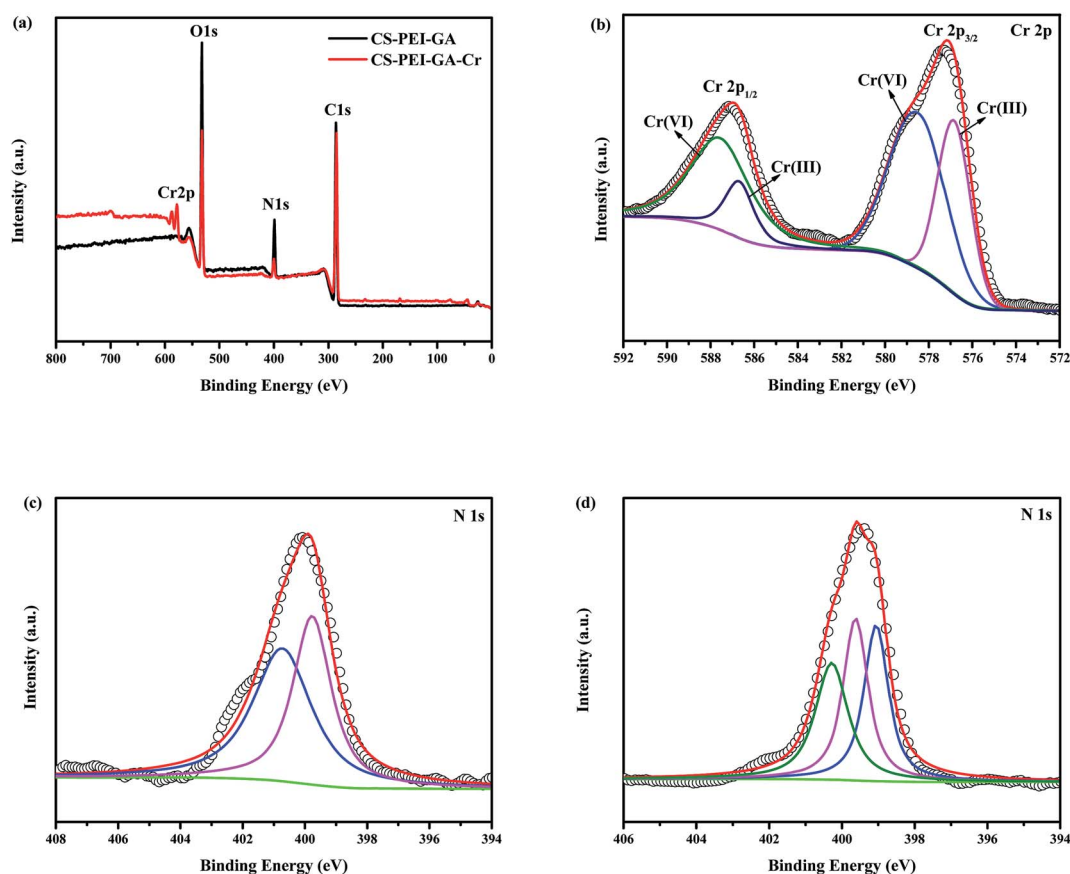 (a)
O1s
CS-PEI-GA
CS-PEI-GA-Cr
C1s
Cr2p
N1s
Intensity (a.u.)
800 700 600 500 400 300 200 100 0
Binding Energy (eV)
(b)
Cr 2p3/2
Cr 2p
Cr(VI)
Cr 2p1/2
Cr(III)
Cr(VI)
Cr(III)
Intensity (a.u.)
592 590 588 586 584 582 580 578 576 574 572
Binding Energy (eV)
(c)
N 1s
Intensity (a.u.)
408 406 404 402 400 398 396 394
Binding Energy (eV)
(d)
N 1s
Intensity (a.u.)
406 404 402 400 398 396 394
Binding Energy (eV)